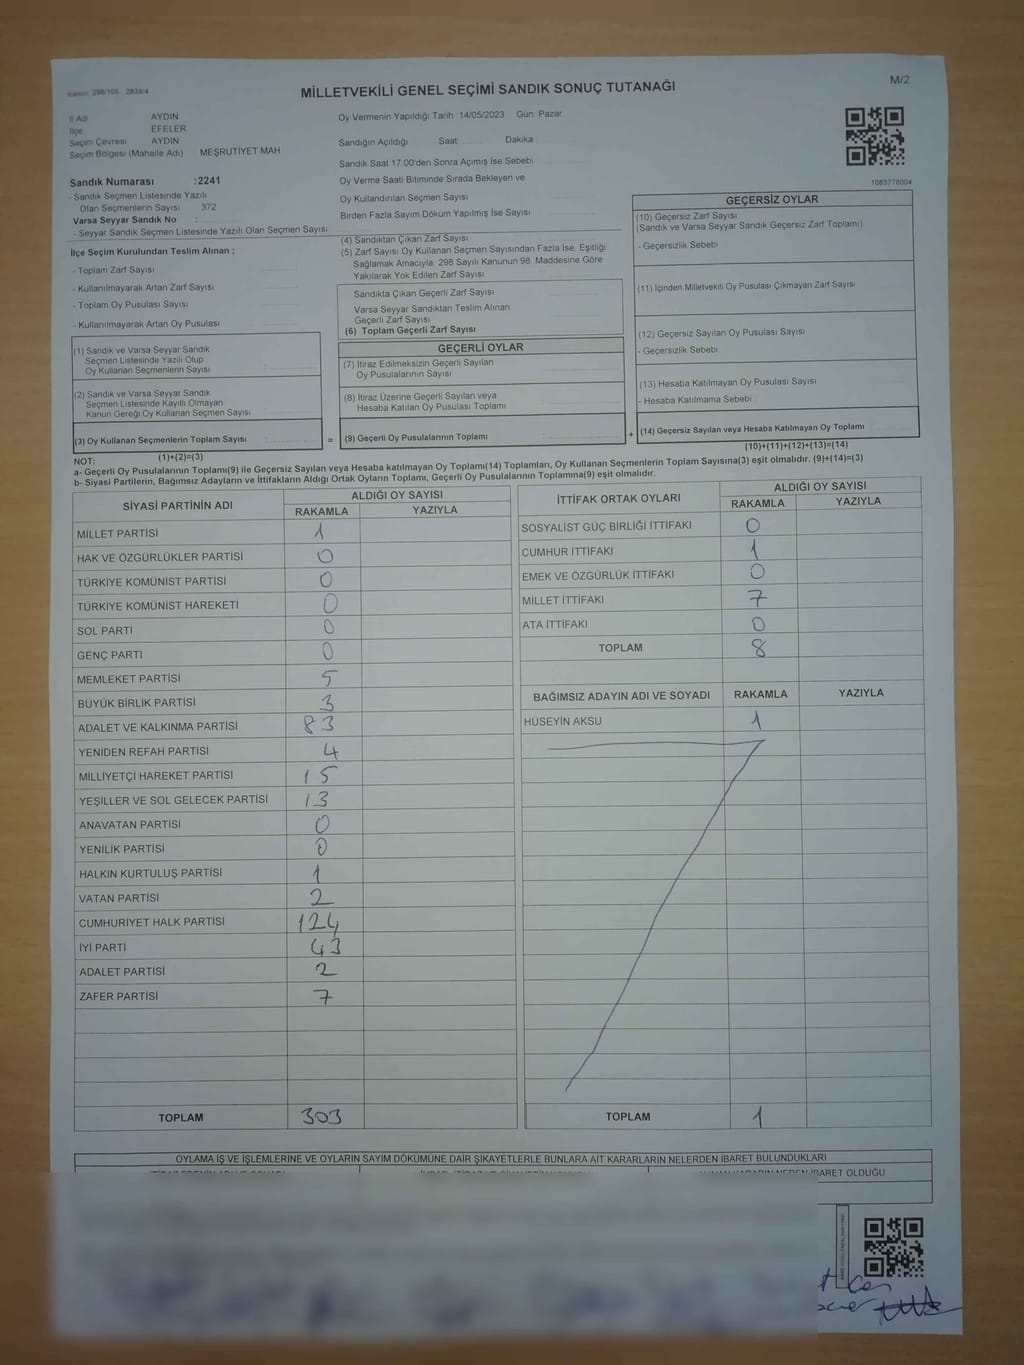 Kanun: 298/105 - 2839/4
MİLLETVEKİLİ GENEL SEÇİMİ SANDIK SONUÇ TUTANAĞI
M/2
İl Adı AYDIN
İlçe EFELER
Seçim Çevresi AYDIN
Seçim Bölgesi (Mahalle Adı) MEŞRUTİYET MAH
Sandık Numarası :2241
- Sandık Seçmen Listesinde Yazılı
Olan Seçmenlerin Sayısı 372
Varsa Seyyar Sandık No :
- Seyyar Sandık Seçmen Listesinde Yazılı Olan Seçmen Sayısı
Oy Vermenin Yapıldığı Tarih 14/05/2023 Gün Pazar
Sandığın Açıldığı Saat Dakika
Sandık Saat 17:00'den Sonra Açımış İse Sebebi
Oy Verme Saati Bitiminde Sırada Bekleyen ve
Oy Kullandırılan Seçmen Sayısı
Birden Fazla Sayım Döküm Yapılmış İse Sayısı
1083778004
İlçe Seçim Kurulundan Teslim Alınan ;
- Toplam Zarf Sayısı
- Kullanılmayarak Artan Zarf Sayısı
- Toplam Oy Pusulası Sayısı
- Kullanılmayarak Artan Oy Pusulası
(1) Sandık ve Varsa Seyyar Sandık
Seçmen Listesinde Yazılı Olup
Oy Kullanan Seçmenlerin Sayısı
(2) Sandık ve Varsa Seyyar Sandık
Seçmen Listesinde Kayıtlı Olmayan
Kanun Gereği Oy Kullanan Seçmen Sayısı
(3) Oy Kullanan Seçmenlerin Toplam Sayısı
(1)+(2)=(3)
(4) Sandıktan Çıkan Zarf Sayısı
(5) Zarf Sayısı Oy Kullanan Seçmen Sayısından Fazla İse, Eşitliği
Sağlamak Amacıyla; 298 Sayılı Kanunun 98. Maddesine Göre
Yakılarak Yok Edilen Zarf Sayısı
Sandıkta Çıkan Geçerli Zarf Sayısı
Varsa Seyyar Sandıktan Teslim Alınan
Geçerli Zarf Sayısı
(6) Toplam Geçerli Zarf Sayısı
GEÇERLİ OYLAR
(7) İtiraz Edilmeksizin Geçerli Sayılan
Oy Pusulalarının Sayısı
(8) İtiraz Üzerine Geçerli Sayılan veya
Hesaba Katılan Oy Pusulası Toplamı
= (9) Geçerli Oy Pusulalarının Toplamı
GEÇERSİZ OYLAR
(10) Geçersiz Zarf Sayısı
(Sandık ve Varsa Seyyar Sandık Geçersiz Zarf Toplamı)
- Geçersizlik Sebebi
(11) İçinden Milletvekili Oy Pusulası Çıkmayan Zarf Sayısı
(12) Geçersiz Sayılan Oy Pusulası Sayısı
- Geçersizlik Sebebi
(13) Hesaba Katılmayan Oy Pusulası Sayısı
- Hesaba Katılmama Sebebi
+ (14) Geçersiz Sayılan veya Hesaba Katılmayan Oy Toplamı
(10)+(11)+(12)+(13)=(14)
NOT:
a- Geçerli Oy Pusulalarının Toplamı(9) ile Geçersiz Sayılan veya Hesaba katılmayan Oy Toplamı(14) Toplamları, Oy Kullanan Seçmenlerin Toplam Sayısına(3) eşit olmalıdır. (9)+(14)=(3)
b- Siyasi Partilerin, Bağımsız Adayların ve İttifakların Aldığı Ortak Oyların Toplamı, Geçerli Oy Pusulalarının Toplamına(9) eşit olmalıdır.
SİYASİ PARTİNİN ADI ALDIĞI OY SAYISI
RAKAMLA YAZIYLA
MİLLET PARTİSİ 1
HAK VE ÖZGÜRLÜKLER PARTİSİ 0
TÜRKİYE KOMÜNİST PARTİSİ 0
TÜRKİYE KOMÜNİST HAREKETİ 0
SOL PARTİ 0
GENÇ PARTİ 0
MEMLEKET PARTİSİ 5
BÜYÜK BİRLİK PARTİSİ 3
ADALET VE KALKINMA PARTİSİ 83
YENİDEN REFAH PARTİSİ 4
MİLLİYETÇİ HAREKET PARTİSİ 15
YEŞİLLER VE SOL GELECEK PARTİSİ 13
ANAVATAN PARTİSİ 0
YENİLİK PARTİSİ 0
HALKIN KURTULUŞ PARTİSİ 1
VATAN PARTİSİ 2
CUMHURİYET HALK PARTİSİ 124
İYİ PARTİ 43
ADALET PARTİSİ 2
ZAFER PARTİSİ 7
TOPLAM 303
İTTİFAK ORTAK OYLARI ALDIĞI OY SAYISI
RAKAMLA YAZIYLA
SOSYALİST GÜÇ BİRLİĞİ İTTİFAKI 0
CUMHUR İTTİFAKI 1
EMEK VE ÖZGÜRLÜK İTTİFAKI 0
MİLLET İTTİFAKI 7
ATA İTTİFAKI 0
TOPLAM 8
BAĞIMSIZ ADAYIN ADI VE SOYADI RAKAMLA YAZIYLA
HÜSEYİN AKSU 1
TOPLAM 1
OYLAMA İŞ VE İŞLEMLERİNE VE OYLARIN SAYIM DÖKÜMÜNE DAİR ŞİKAYETLERLE BUNLARA AİT KARARLARIN NELERDEN İBARET BULUNDUKLARI
NEDEN İBARET OLDUĞU